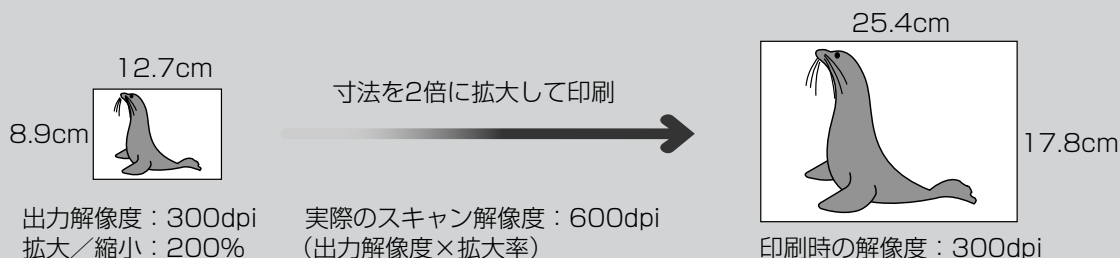 12.7cm
8.9cm
出力解像度：300dpi
拡大／縮小：200%
寸法を2倍に拡大して印刷
実際のスキャン解像度：600dpi
（出力解像度×拡大率）
25.4cm
17.8cm
印刷時の解像度：300dpi